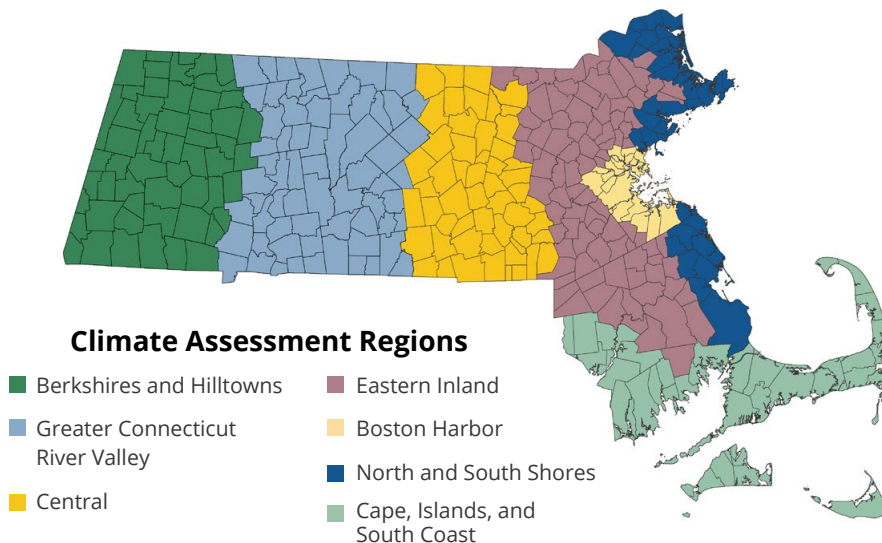 Climate Assessment Regions
Berkshires and Hilltowns
Greater Connecticut
River Valley
Central
Eastern Inland
Boston Harbor
North and South Shores
Cape, Islands, and
South Coast